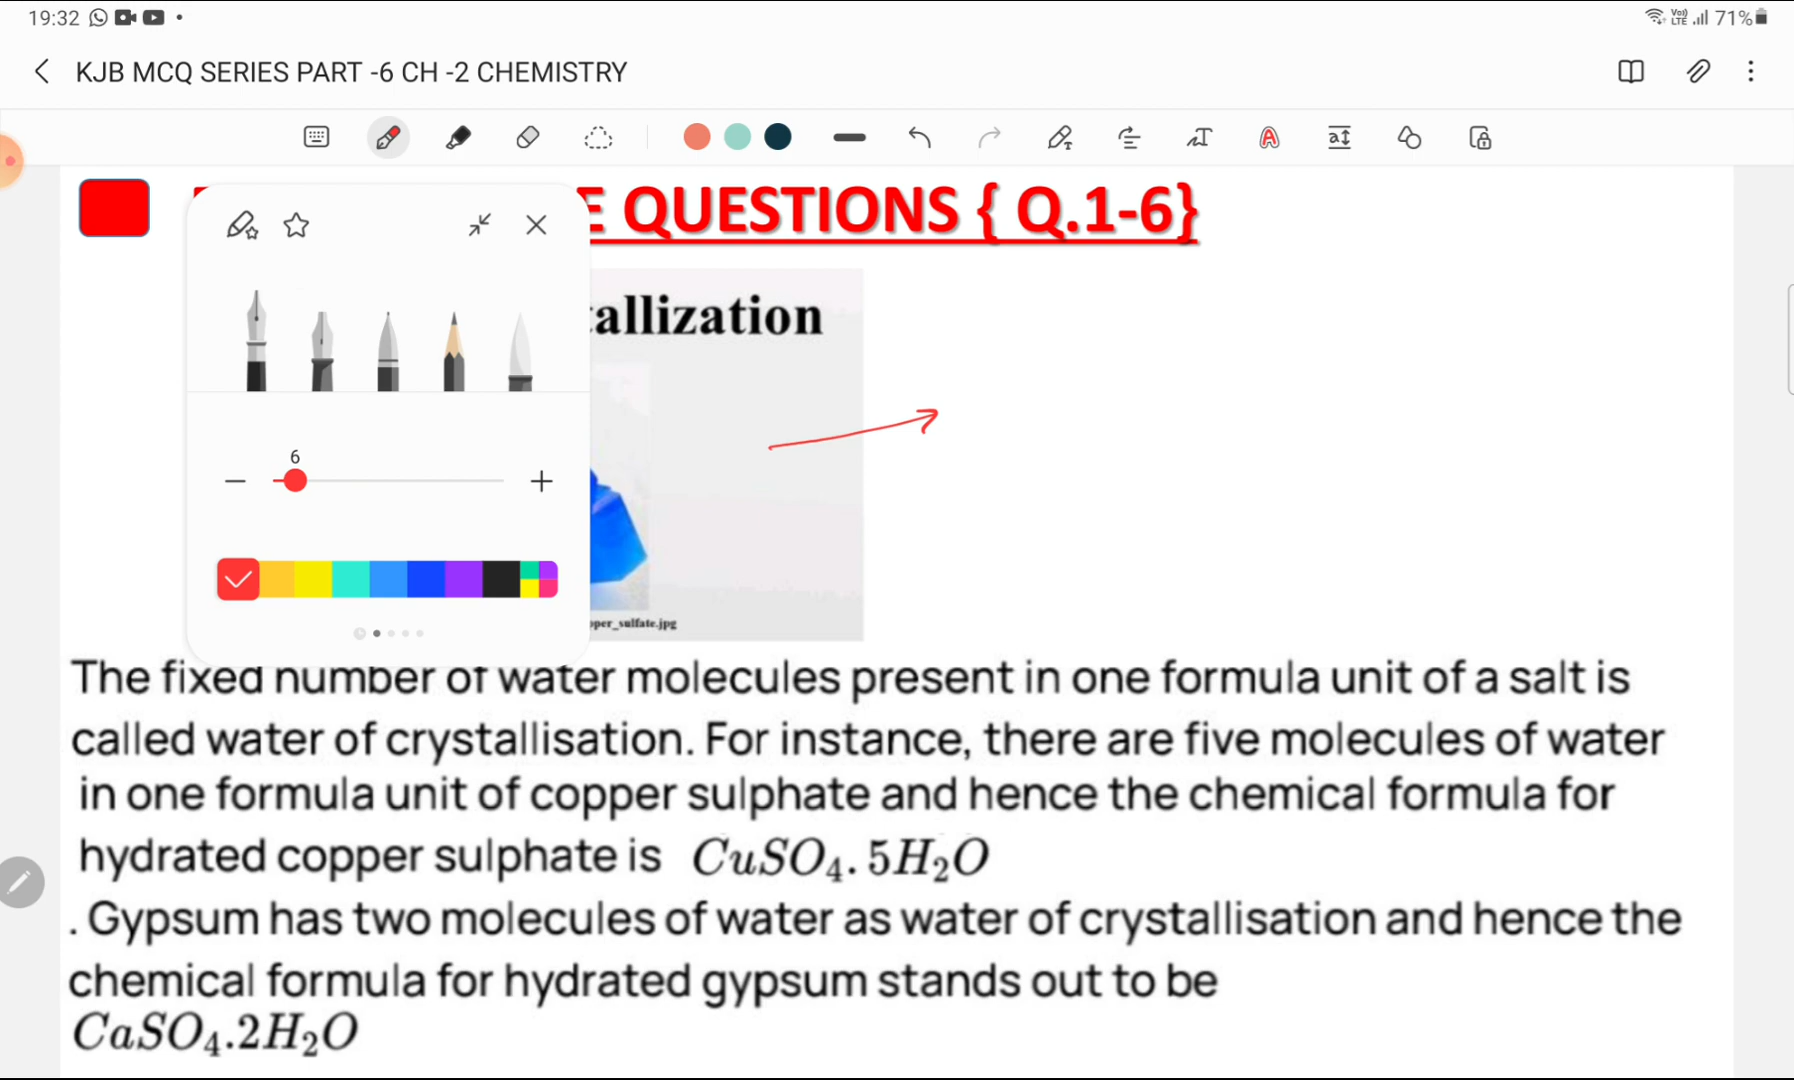 19:32
Vo)) LTE 71%
KJB MCQ SERIES PART -6 CH -2 CHEMISTRY
E QUESTIONS { Q.1-6}
tallization
6
oper_sulfate.jpg
The fixed number of water molecules present in one formula unit of a salt is
called water of crystallisation. For instance, there are five molecules of water
in one formula unit of copper sulphate and hence the chemical formula for
hydrated copper sulphate is CuSO₄. 5H₂O
. Gypsum has two molecules of water as water of crystallisation and hence the
chemical formula for hydrated gypsum stands out to be
CaSO₄.2H₂O